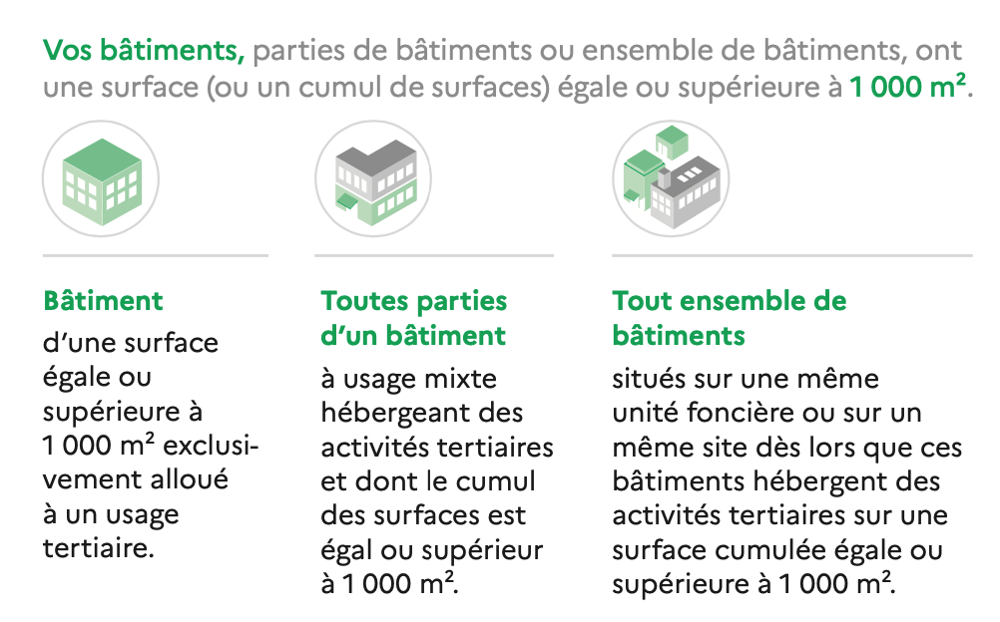 Vos bâtiments, parties de bâtiments ou ensemble de bâtiments, ont
une surface (ou un cumul de surfaces) égale ou supérieure à 1 000 m².
Bâtiment
d’une surface
égale ou
supérieure à
1 000 m² exclusi-
vement alloué
à un usage
tertiaire.
Toutes parties
d’un bâtiment
à usage mixte
hébergeant des
activités tertiaires
et dont le cumul
des surfaces est
égal ou supérieur
à 1 000 m².
Tout ensemble de
bâtiments
situés sur une même
unité foncière ou sur un
même site dès lors que ces
bâtiments hébergent des
activités tertiaires sur une
surface cumulée égale ou
supérieure à 1 000 m².